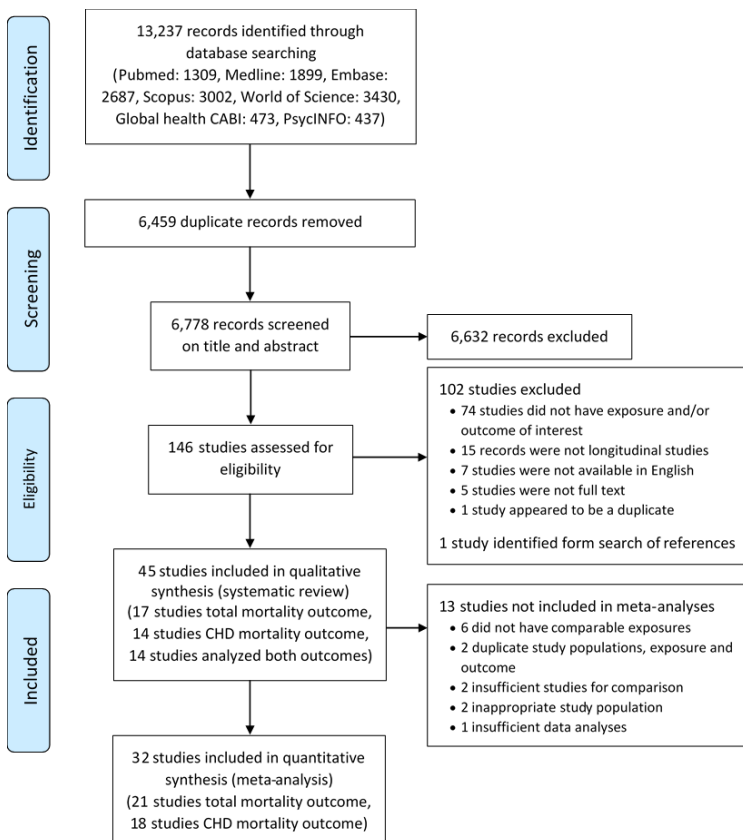 Identification
13,237 records identified through
database searching
(Pubmed: 1309, Medline: 1899, Embase:
2687, Scopus: 3002, World of Science: 3430,
Global health CABI: 473, PsycINFO: 437)
Screening
6,459 duplicate records removed
6,778 records screened
on title and abstract
6,632 records excluded
Eligibility
146 studies assessed for
eligibility
102 studies excluded
• 74 studies did not have exposure and/or
outcome of interest
• 15 records were not longitudinal studies
• 7 studies were not available in English
• 5 studies were not full text
• 1 study appeared to be a duplicate
1 study identified form search of references
Included
45 studies included in qualitative
synthesis (systematic review)
(17 studies total mortality outcome,
14 studies CHD mortality outcome,
14 studies analyzed both outcomes)
13 studies not included in meta-analyses
• 6 did not have comparable exposures
• 2 duplicate study populations, exposure and
outcome
• 2 insufficient studies for comparison
• 2 inappropriate study population
• 1 insufficient data analyses
32 studies included in quantitative
synthesis (meta-analysis)
(21 studies total mortality outcome,
18 studies CHD mortality outcome)